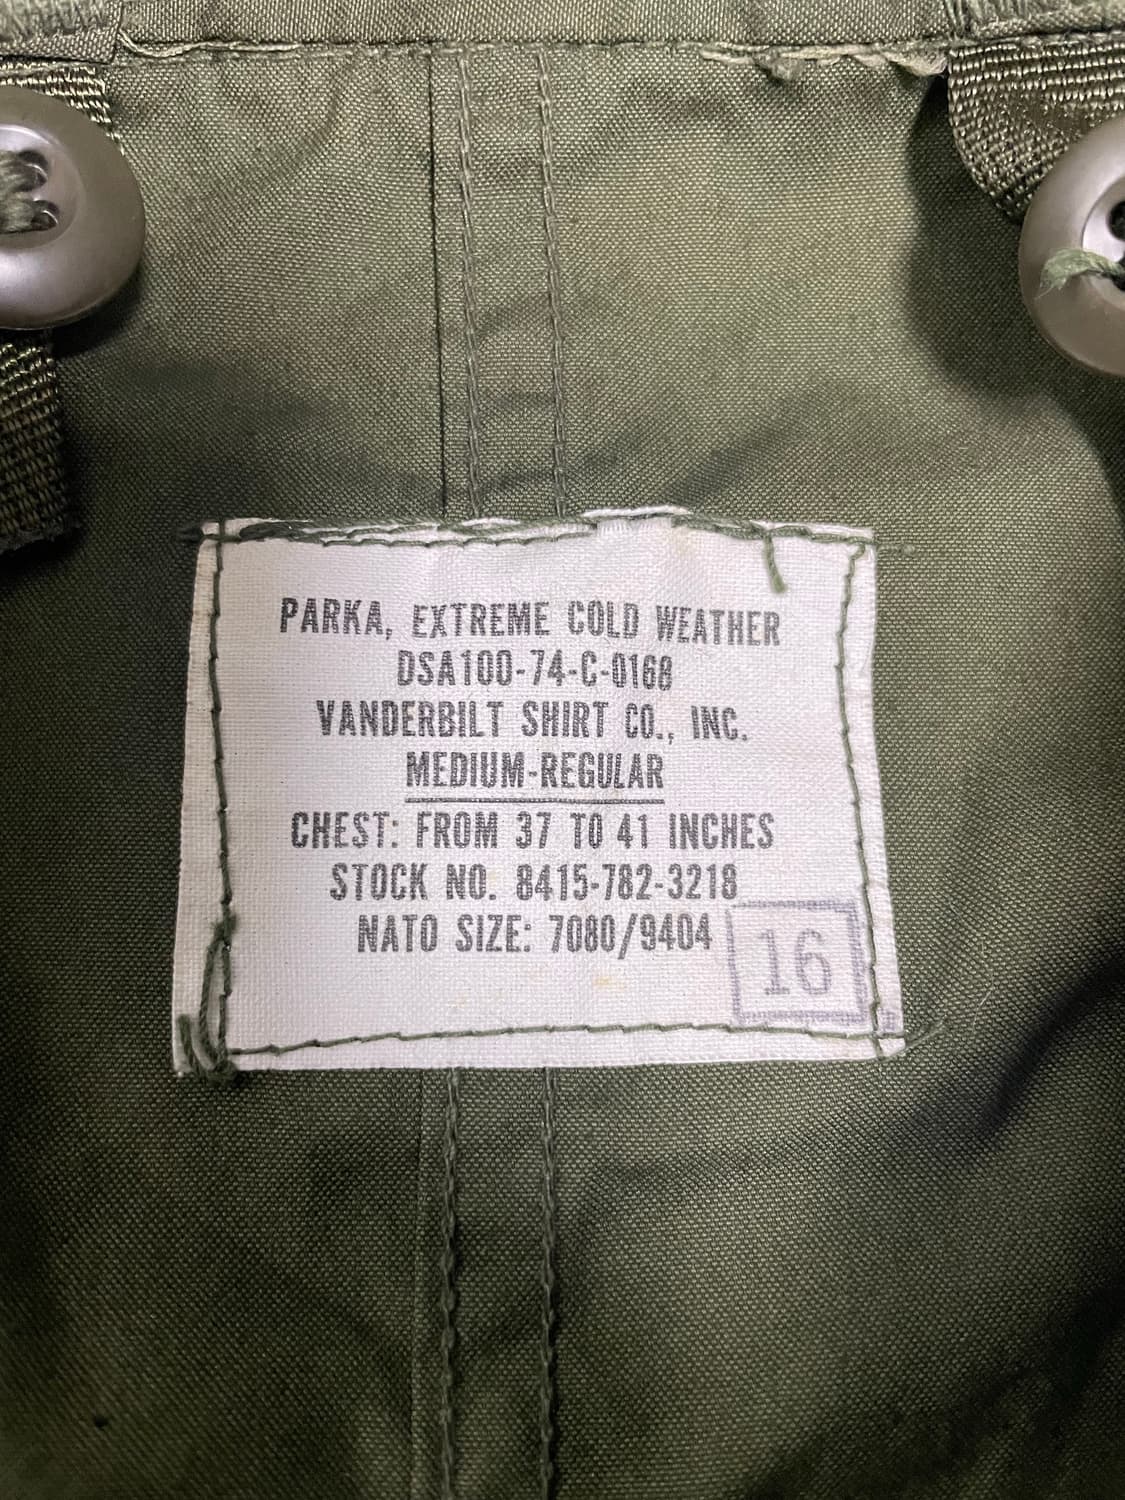 PARKA, EXTREME COLD WEATHER
DSA100-74-C-0168
VANDERBILT SHIRT CO., INC.
MEDIUM-REGULAR
CHEST: FROM 37 TO 41 INCHES
STOCK NO. 8415-782-3218
NATO SIZE: 7080/9404
16